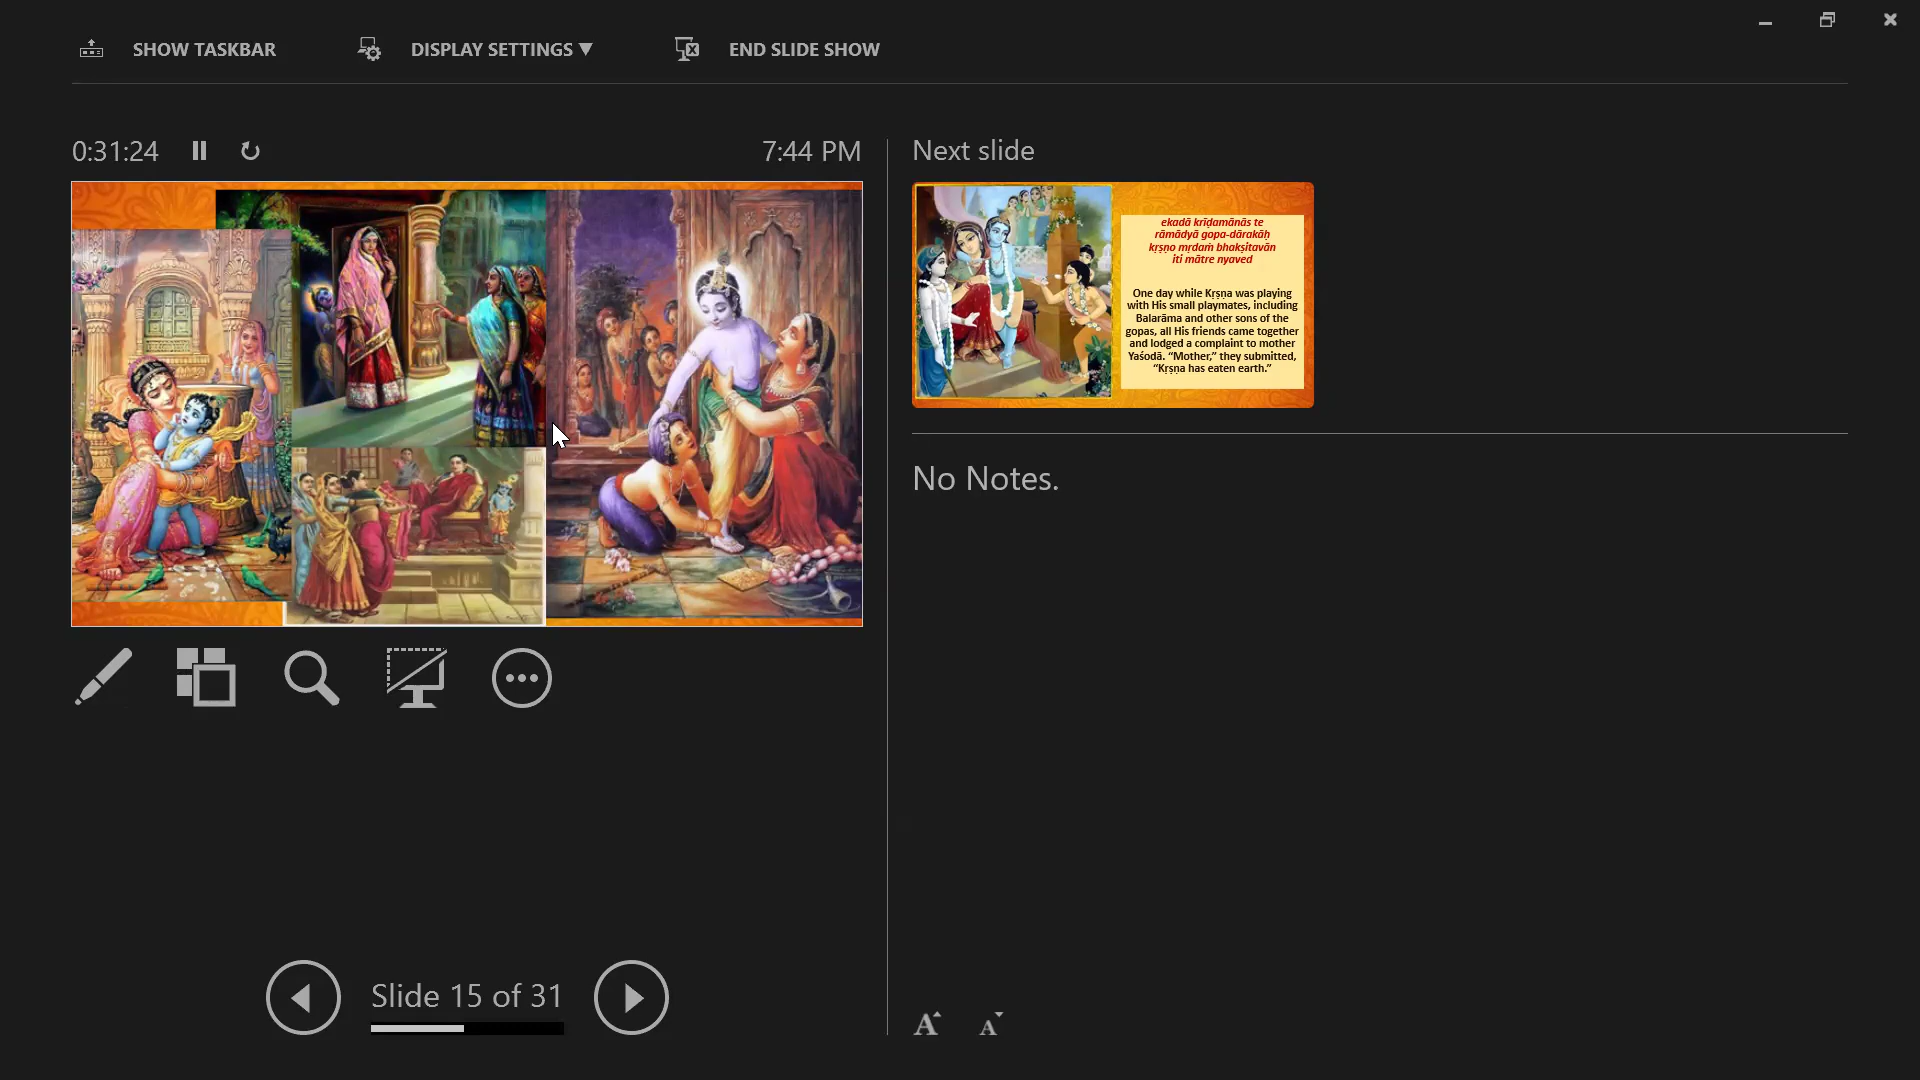 SHOW TASKBAR
DISPLAY SETTINGS ▼
END SLIDE SHOW
0:31:24
7:44 PM
Next slide
ekadā krīḍamānās te
rāmādyā gopa-dārakāḥ
kṛṣṇo mṛdaṁ bhakṣitavān
iti mātre nyaved
One day while Kṛṣṇa was playing
with His small playmates, including
Balarāma and other sons of the
gopas, all His friends came together
and lodged a complaint to mother
Yaśodā. “Mother,” they submitted,
“Kṛṣṇa has eaten earth.”
No Notes.
Slide 15 of 31
A A